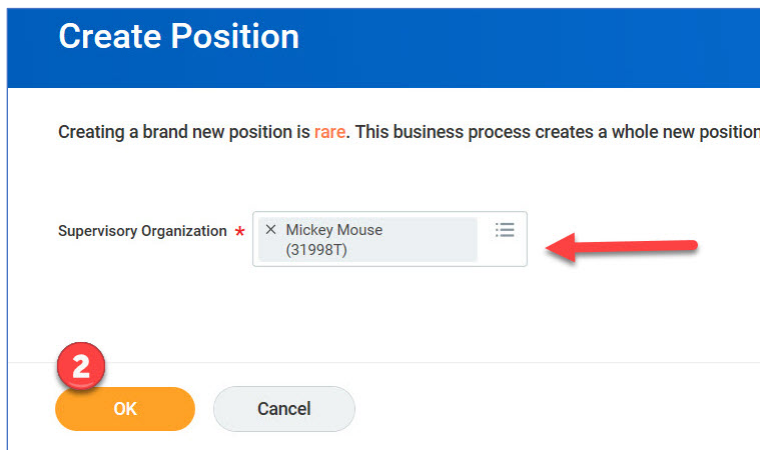 Create Position
Creating a brand new position is rare. This business process creates a whole new position
Supervisory Organization * × Mickey Mouse
(31998T)
2
OK Cancel